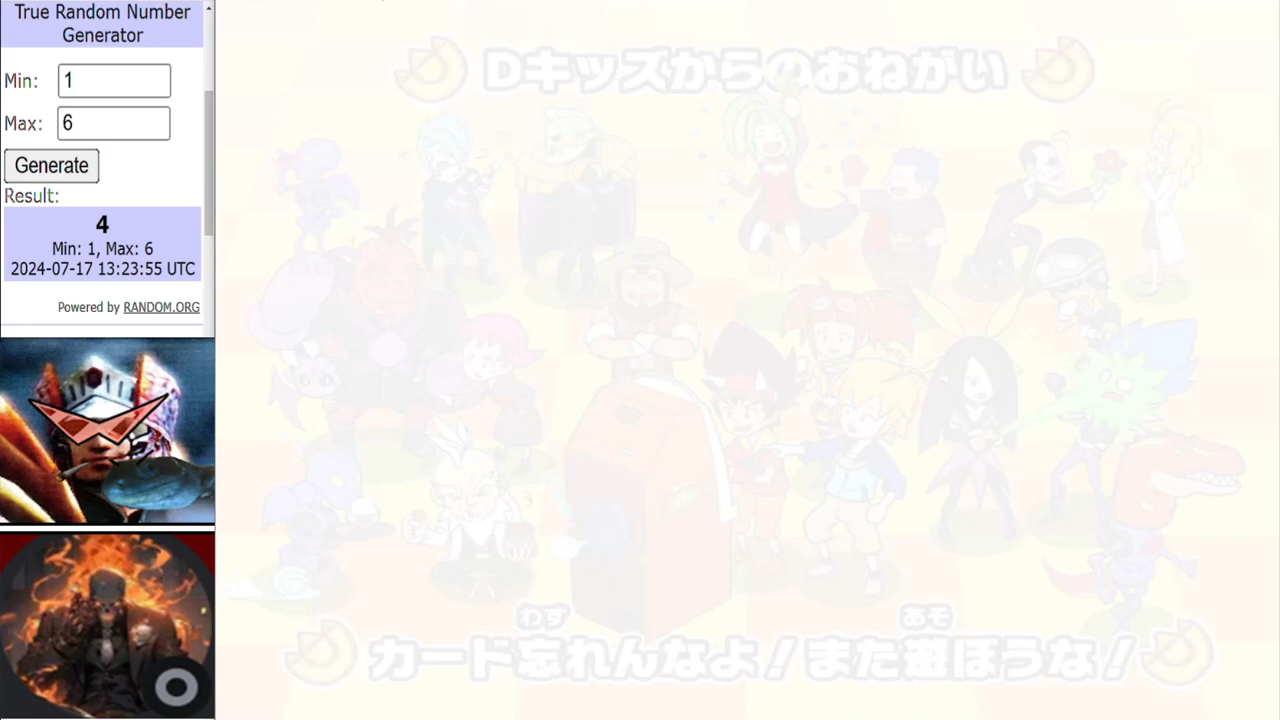 True Random Number
Generator
Min: 1
Max: 6
Generate
Result:
4
Min: 1, Max: 6
2024-07-17 13:23:55 UTC
Powered by RANDOM.ORG
Dキッズからのおねがい
わす あそ
カード忘れんなよ！また遊ぼうな！